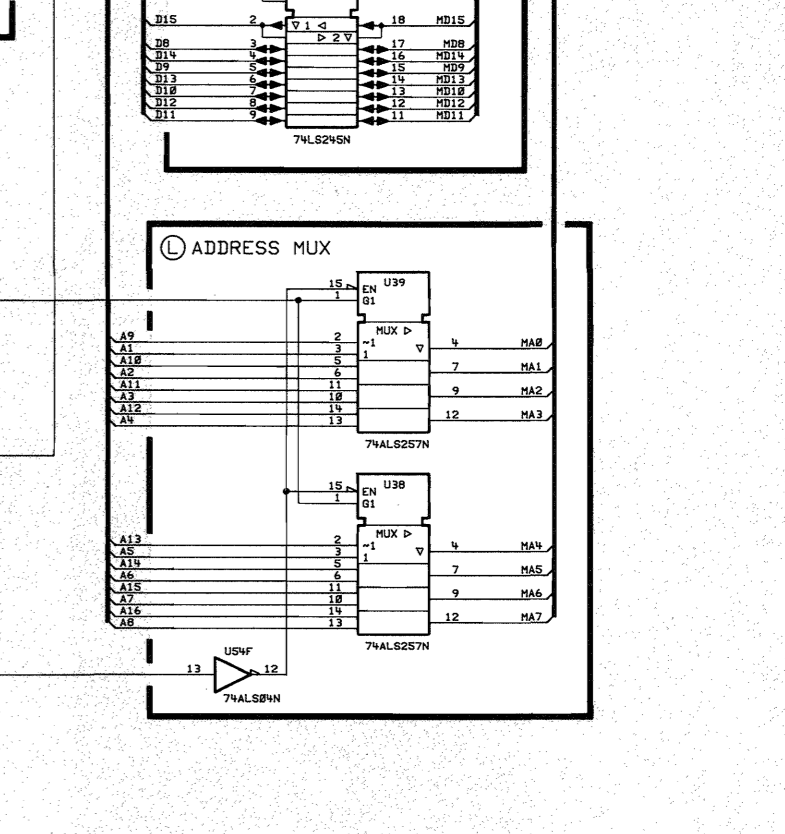 D15 2 1 18 MD15
2
D8 3 17 MD8
D14 4 16 MD14
D9 5 15 MD9
D13 6 14 MD13
D10 7 13 MD10
D12 8 12 MD12
D11 9 11 MD11
74LS245N
L ADDRESS MUX
15 EN U39
1 G1
MUX
A9 2 ~1 4 MA0
A1 3 1
A10 5 7 MA1
A2 6
A11 11 9 MA2
A3 10
A12 14 12 MA3
A4 13
74ALS257N
15 EN U38
1 G1
MUX
A13 2 ~1 4 MA4
A5 3 1
A14 5 7 MA5
A6 6
A15 11 9 MA6
A7 10
A16 14 12 MA7
A8 13
74ALS257N
U54F
13 12
74ALS04N